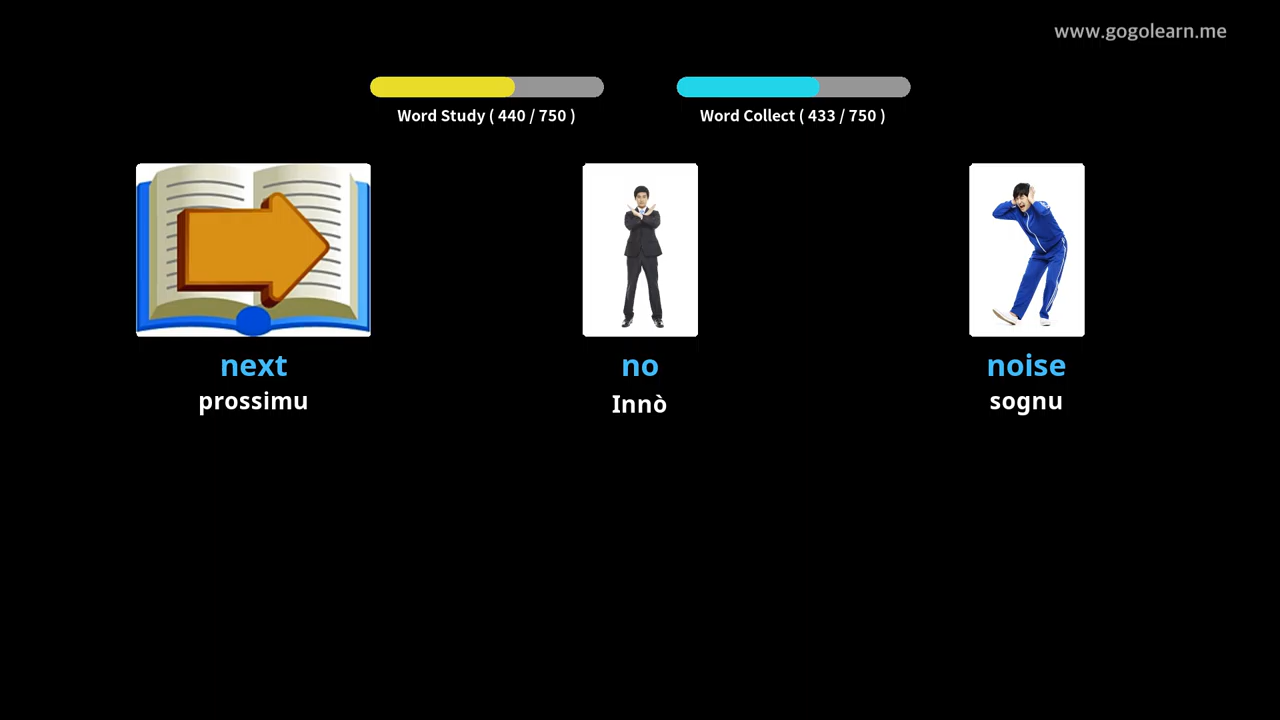 www.gogolearn.me
Word Study ( 440 / 750 )
Word Collect ( 433 / 750 )
next
no
noise
prossimu
Innò
sognu